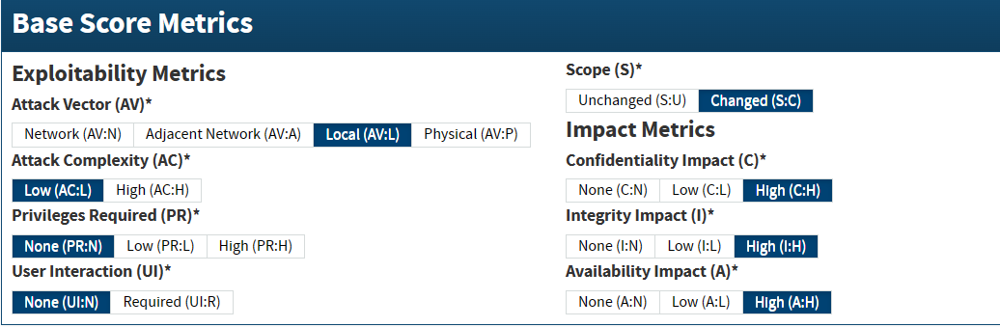 Base Score Metrics
Exploitability Metrics
Attack Vector (AV)*
Network (AV:N) Adjacent Network (AV:A) Local (AV:L) Physical (AV:P)
Attack Complexity (AC)*
Low (AC:L) High (AC:H)
Privileges Required (PR)*
None (PR:N) Low (PR:L) High (PR:H)
User Interaction (UI)*
None (UI:N) Required (UI:R)
Scope (S)*
Unchanged (S:U) Changed (S:C)
Impact Metrics
Confidentiality Impact (C)*
None (C:N) Low (C:L) High (C:H)
Integrity Impact (I)*
None (I:N) Low (I:L) High (I:H)
Availability Impact (A)*
None (A:N) Low (A:L) High (A:H)